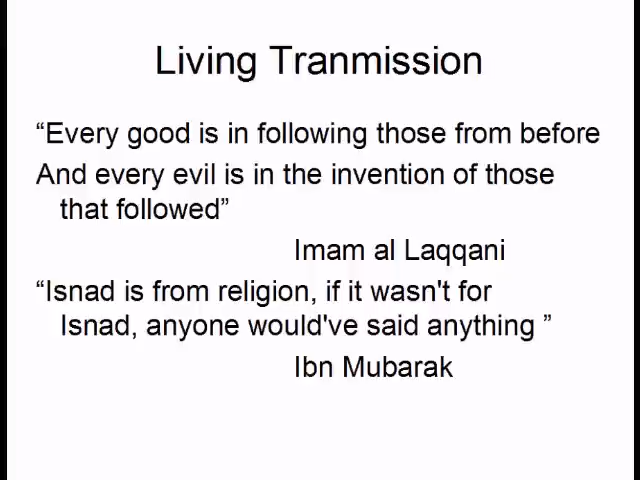 Living Tranmission
“Every good is in following those from before
And every evil is in the invention of those
that followed”
Imam al Laqqani
“Isnad is from religion, if it wasn't for
Isnad, anyone would've said anything ”
Ibn Mubarak